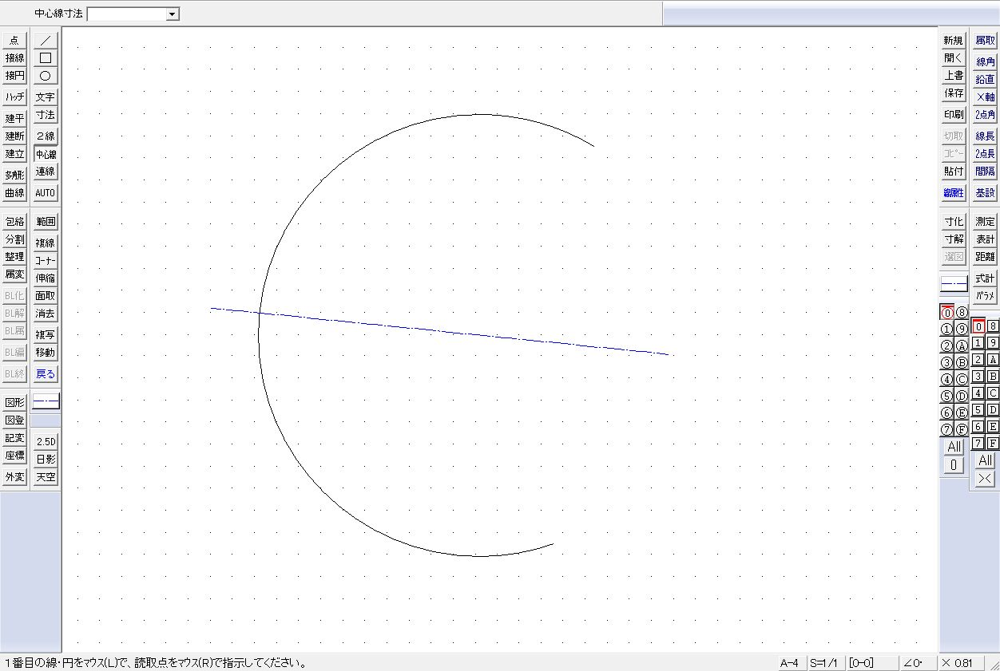 中心線寸法
点 ／
接線 □
接円 ○
ﾊｯﾁ 文字
建平 寸法
建断 ２線
建立 中心線
多角形 連線
曲線 AUTO
包絡 範囲
分割 複線
整理 ｺｰﾅｰ
属変 伸縮
BL化 面取
BL解 消去
BL属 複写
BL編 移動
BL終 戻る
図形
図登
記変 2.5D
座標 日影
外変 天空
新規 属取
開く 線角
上書 鉛直
保存 X軸
印刷 2点角
切取 線長
ｺﾋﾟｰ 2点長
貼付 間隔
線属性 基設
寸化 測定
寸解 表計
選図 距離
式計
ﾊﾟﾗﾒ
0 8
1 9
2 A
3 B
4 C
5 D
6 E
7 F
All
0
0 8
1 9
2 A
3 B
4 C
5 D
6 E
7 F
All
><
１番目の線･円をﾏｳｽ(L)で、読取点をﾏｳｽ(R)で指示してください。 A-4 S=1/1 [0-0] ∠0･ × 0.81